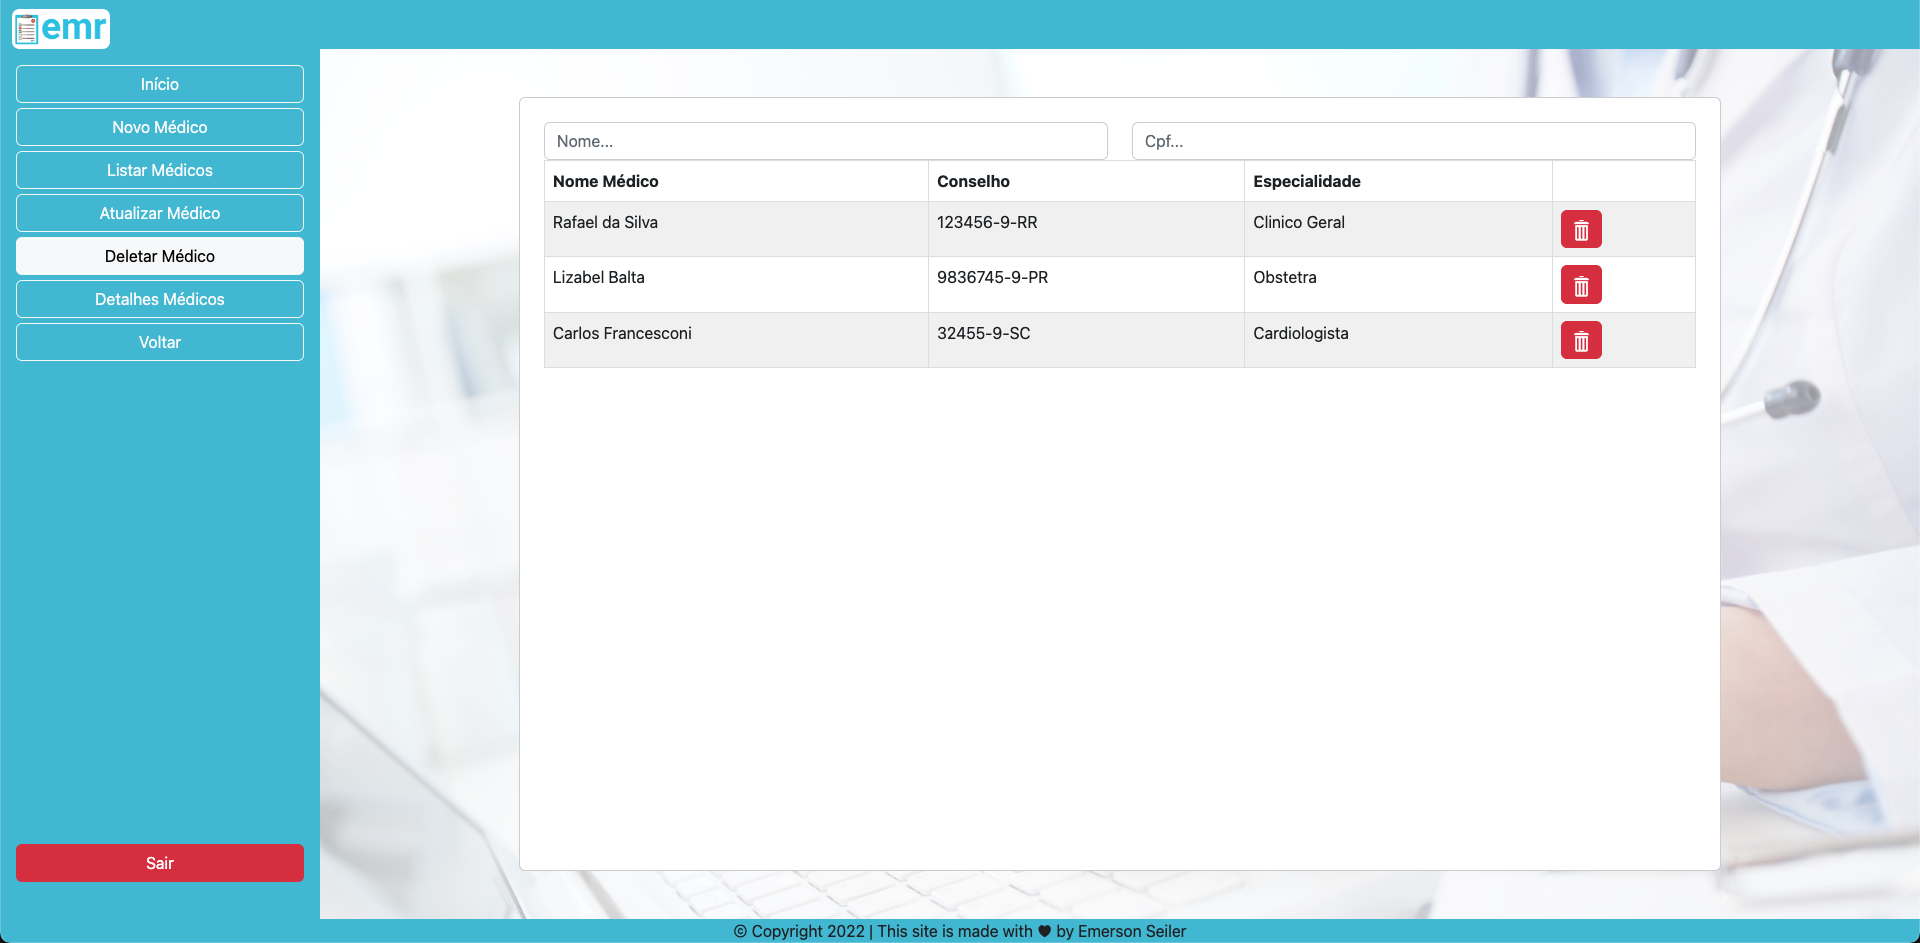 emr
Início
Novo Médico
Listar Médicos
Atualizar Médico
Deletar Médico
Detalhes Médicos
Voltar
Sair
Nome... Cpf...
Nome Médico Conselho Especialidade
Rafael da Silva 123456-9-RR Clinico Geral
Lizabel Balta 9836745-9-PR Obstetra
Carlos Francesconi 32455-9-SC Cardiologista
© Copyright 2022 | This site is made with ♥ by Emerson Seiler